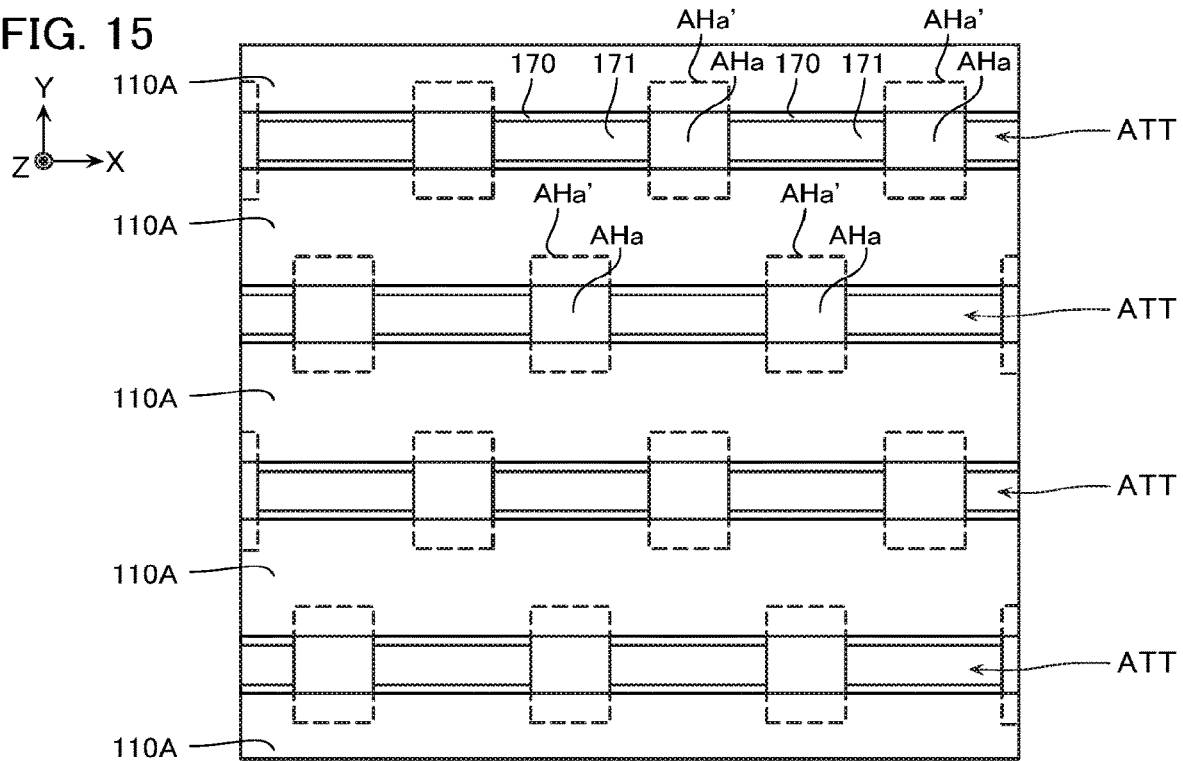 FIG. 15
AHa' AHa'
110A 170 171 AHa 170 171 AHa
Y
ATT
Z X
AHa' AHa'
110A
AHa AHa
ATT
110A
ATT
110A
ATT
110A